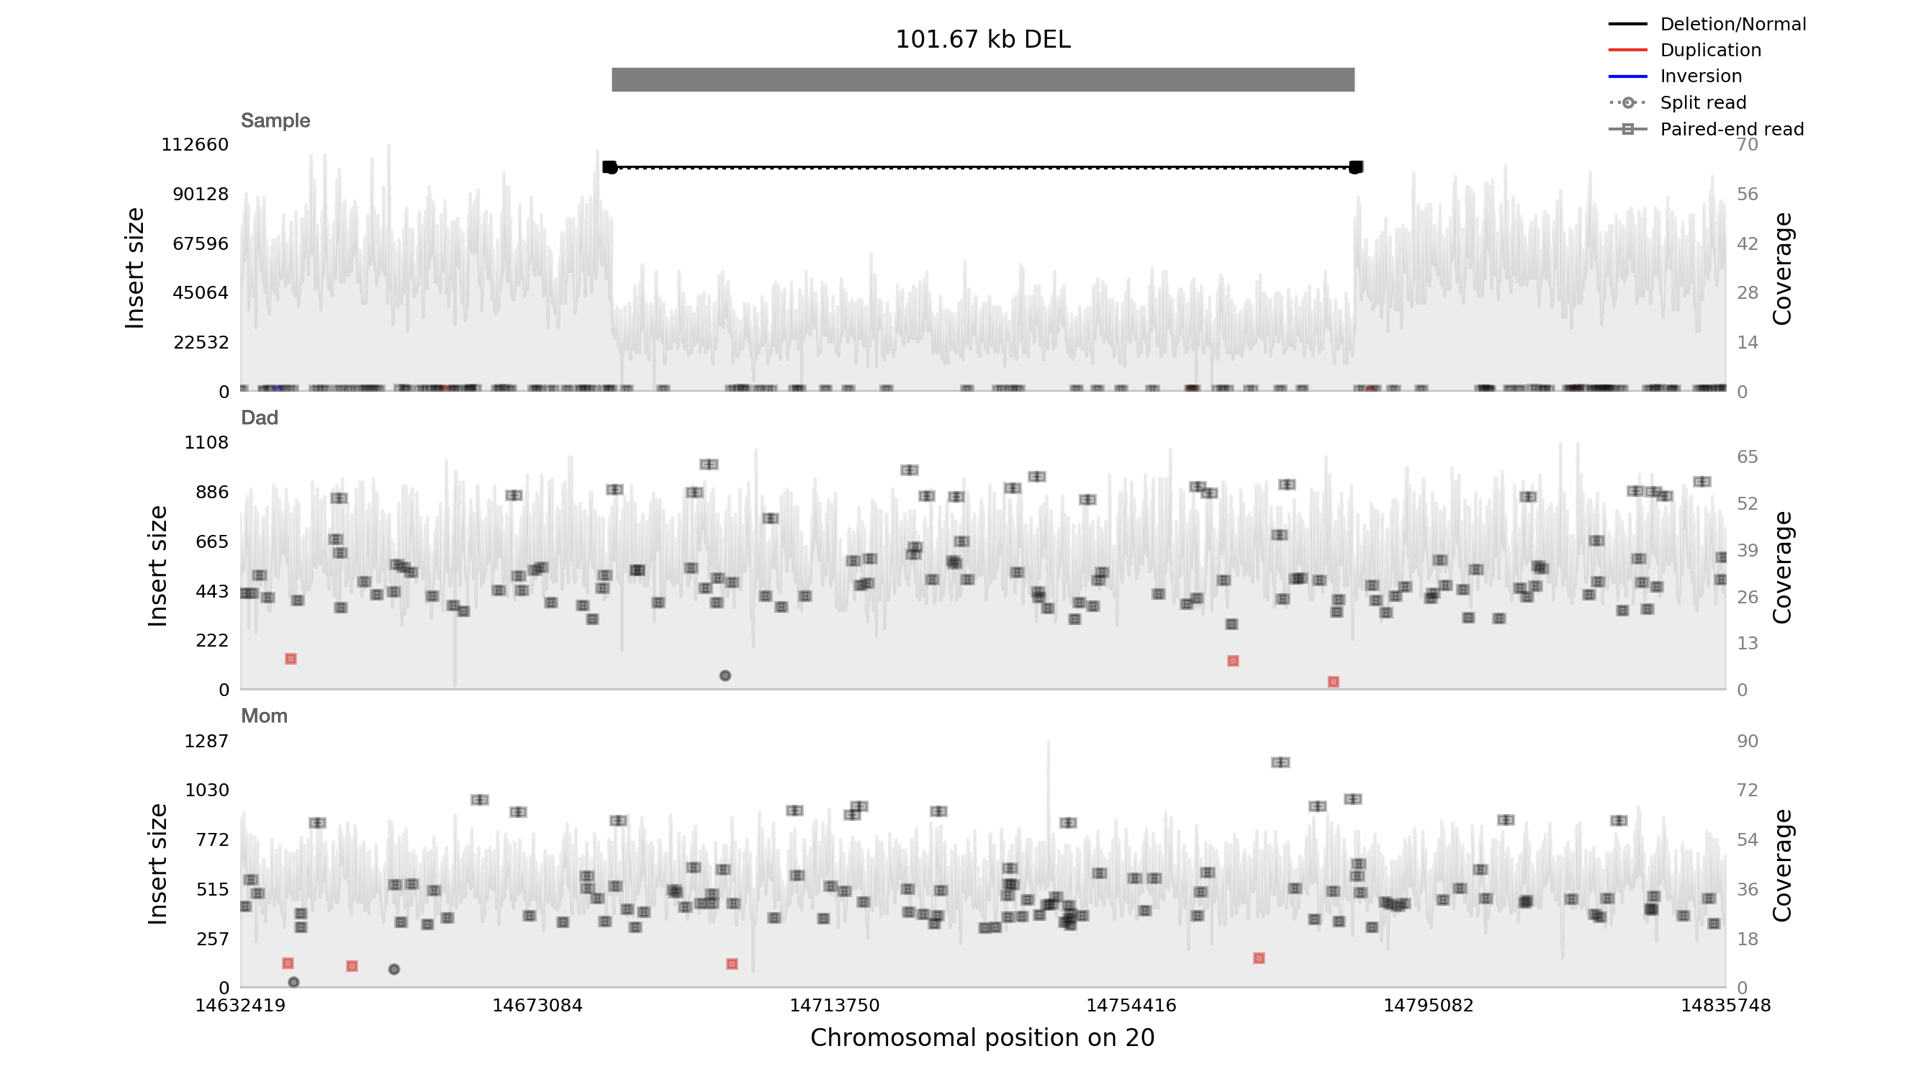 101.67 kb DEL
Deletion/Normal
Duplication
Inversion
Split read
Paired-end read
Sample
112660
90128
67596
45064
22532
0
Insert size
70
56
42
28
14
0
Coverage
Dad
1108
886
665
443
222
0
Insert size
65
52
39
26
13
0
Coverage
Mom
1287
1030
772
515
257
0
Insert size
90
72
54
36
18
0
Coverage
14632419 14673084 14713750 14754416 14795082 14835748
Chromosomal position on 20